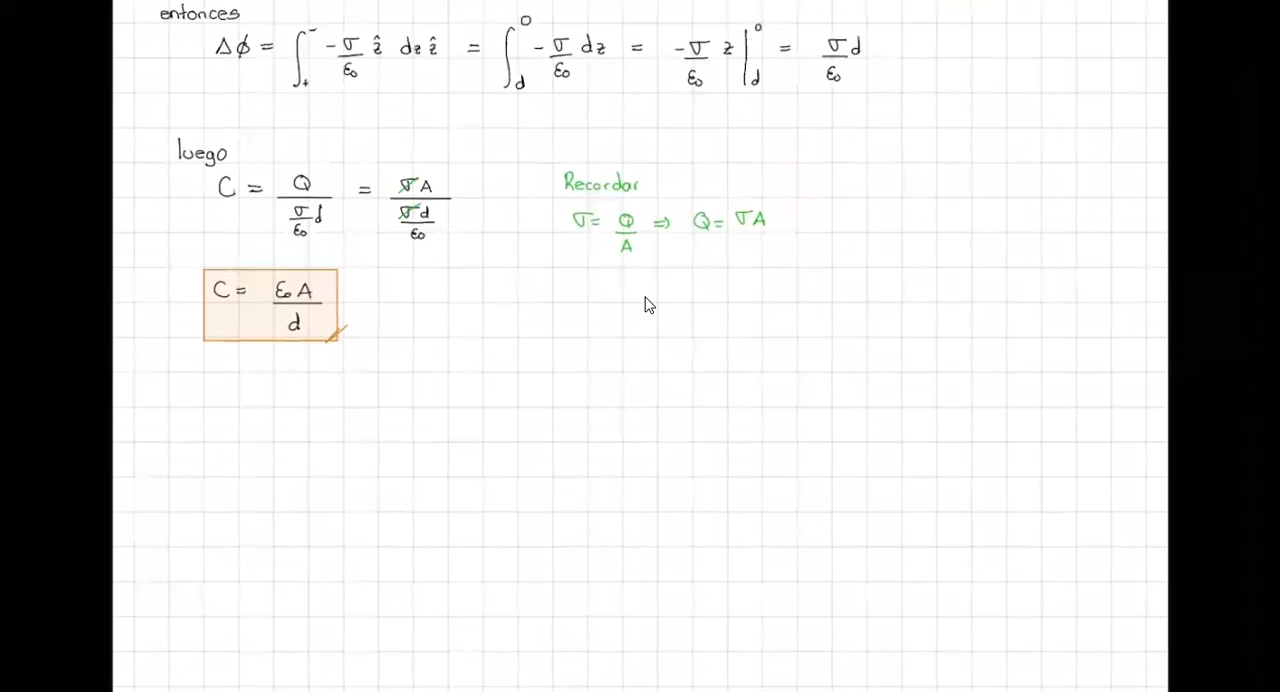 entonces
Δϕ = ∫₊⁻ -σ/ε₀ ẑ dz ẑ = ∫_d^0 -σ/ε₀ dz = -σ/ε₀ z |_d^0 = σd/ε₀
luego
C = Q / (σ/ε₀ d) = σA / (σd/ε₀)
Recordar
σ = Q/A ⇒ Q = σA
C = ε₀A/d